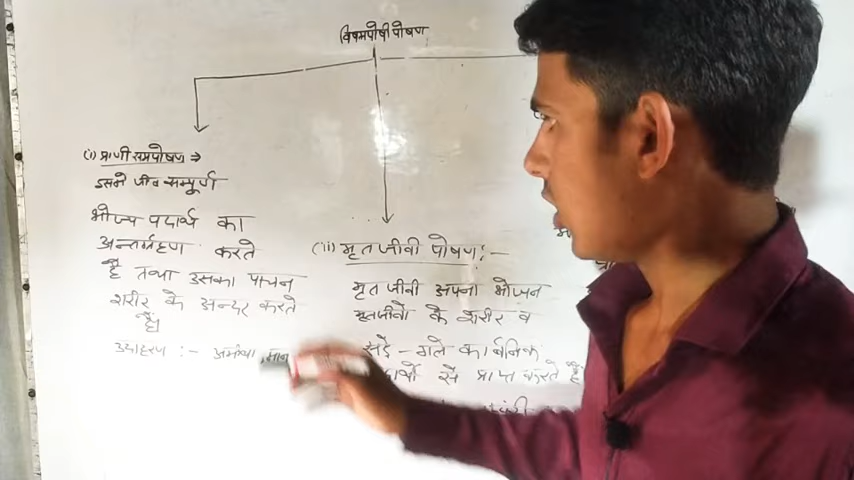 विषमपोषी पोषण
(i) प्राणी समपोषण ⇒
इसमे जीव सम्पूर्ण
भोज्य पदार्थ का
अन्तर्ग्रहण करते
है तथा उसका पाचन
शरीर के अन्दर करते
है।
उदाहरण :- अमीबा, मान
(ii) मृतजीवी पोषण :-
मृतजीवी अपना भोजन
मृतजीवो के शरीर व
सड़े-गले कार्बनिक
से प्राप्त करते है